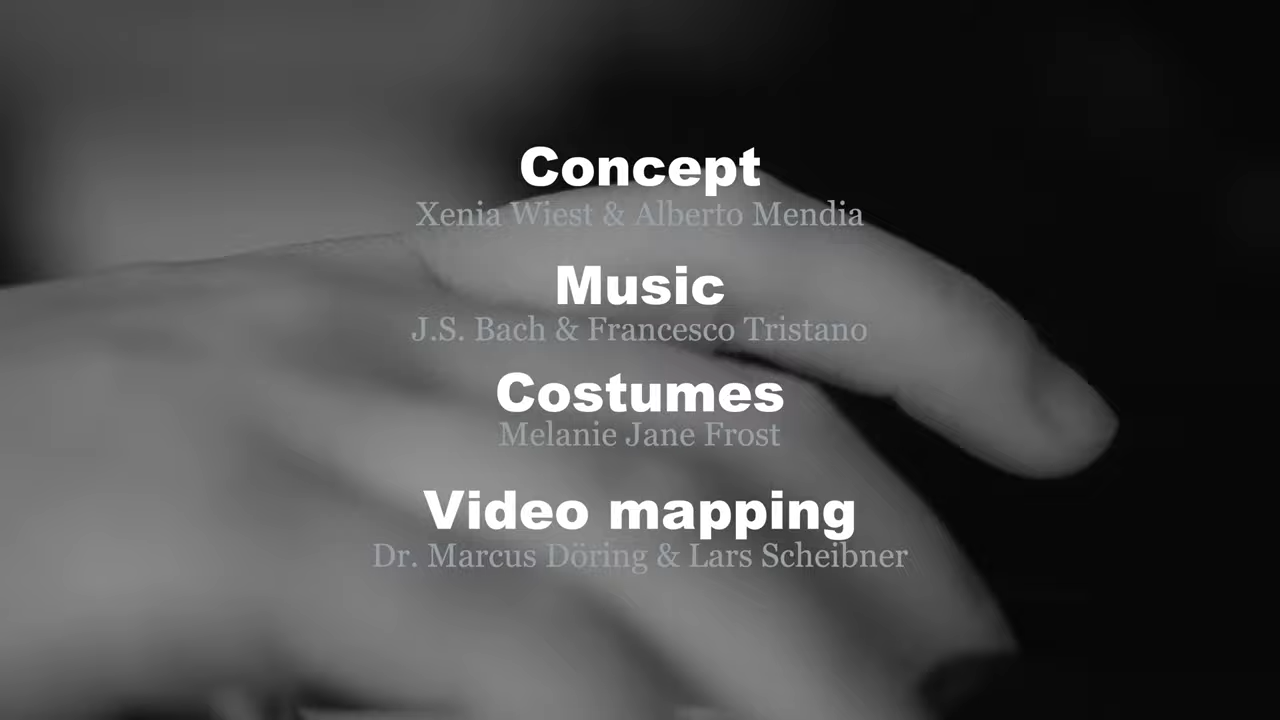 Concept
Xenia Wiest & Alberto Mendia
Music
J.S. Bach & Francesco Tristano
Costumes
Melanie Jane Frost
Video mapping
Dr. Marcus Döring & Lars Scheibner